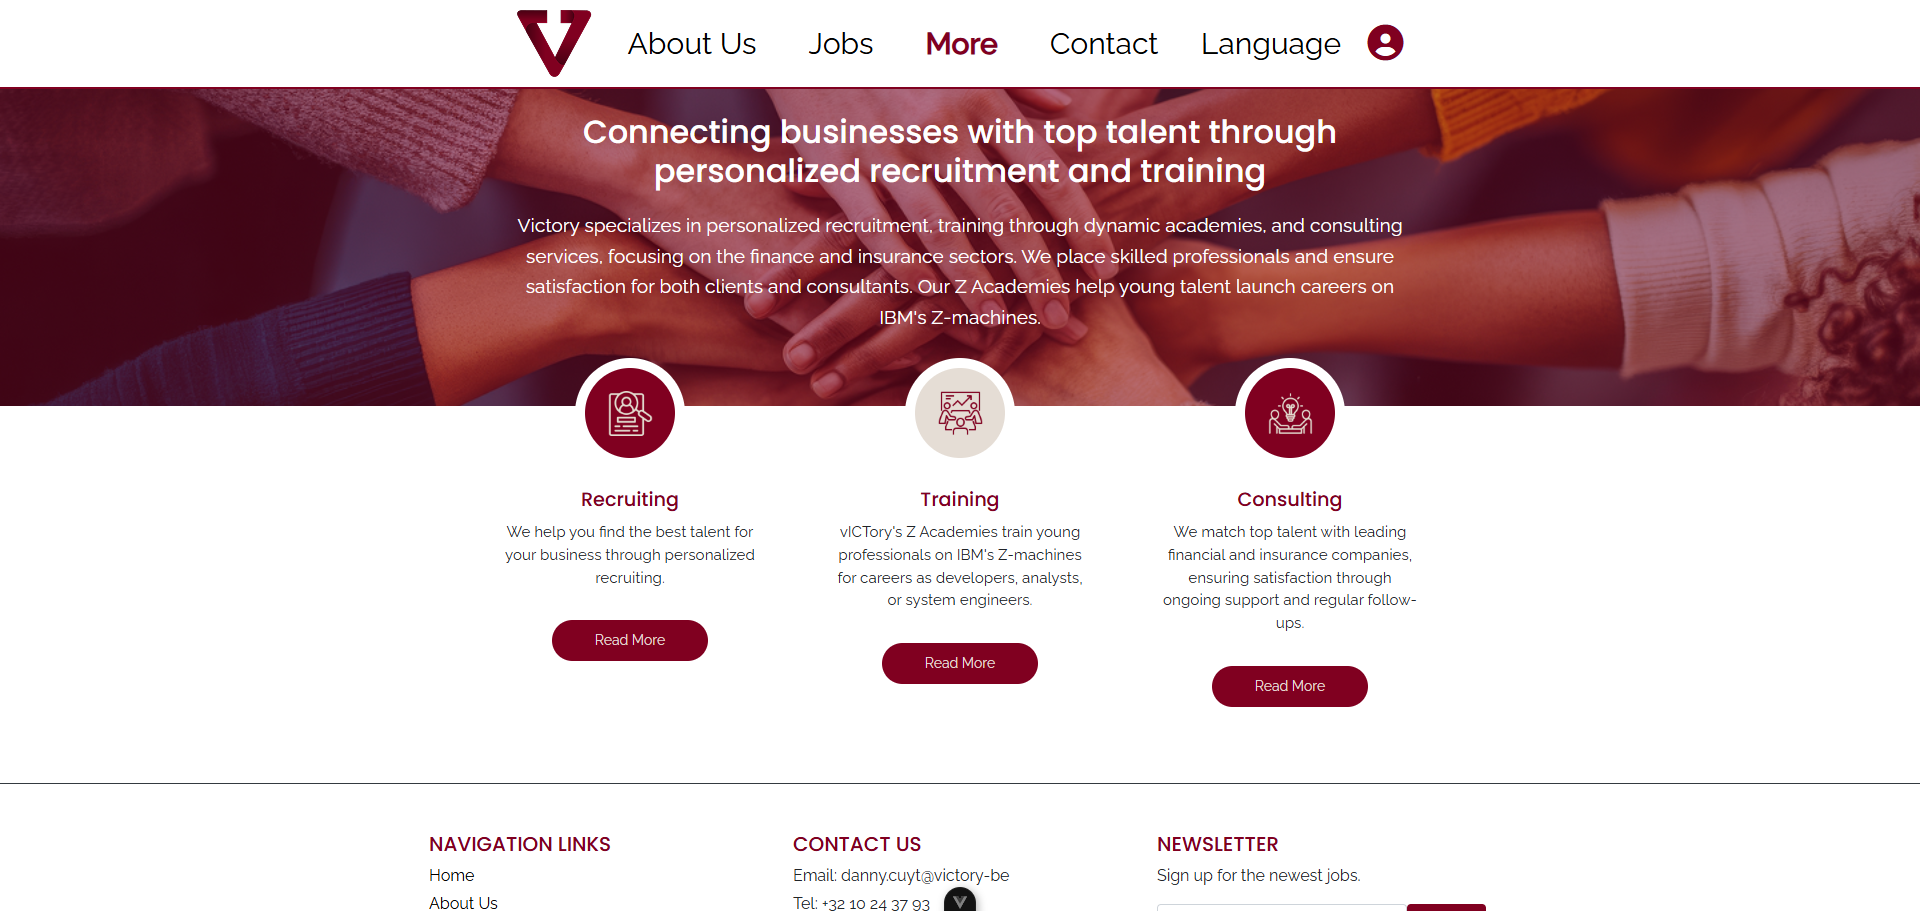 About Us
Jobs
More
Contact
Language
Connecting businesses with top talent through
personalized recruitment and training
Victory specializes in personalized recruitment, training through dynamic academies, and consulting
services, focusing on the finance and insurance sectors. We place skilled professionals and ensure
satisfaction for both clients and consultants. Our Z Academies help young talent launch careers on
IBM's Z-machines.
Recruiting
We help you find the best talent for
your business through personalized
recruiting.
Read More
Training
vICTory's Z Academies train young
professionals on IBM's Z-machines
for careers as developers, analysts,
or system engineers.
Read More
Consulting
We match top talent with leading
financial and insurance companies,
ensuring satisfaction through
ongoing support and regular follow-
ups.
Read More
NAVIGATION LINKS
Home
About Us
CONTACT US
Email: danny.cuyt@victory-be
Tel: +32 10 24 37 93
NEWSLETTER
Sign up for the newest jobs.